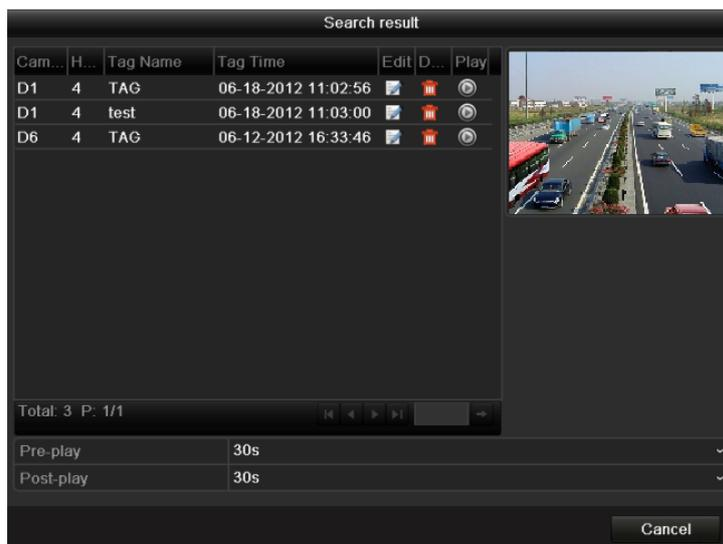 Search result
Cam... H... Tag Name Tag Time Edit D... Play
D1 4 TAG 06-18-2012 11:02:56
D1 4 test 06-18-2012 11:03:00
D6 4 TAG 06-12-2012 16:33:46
Total: 3 P: 1/1
Pre-play 30s
Post-play 30s
Cancel